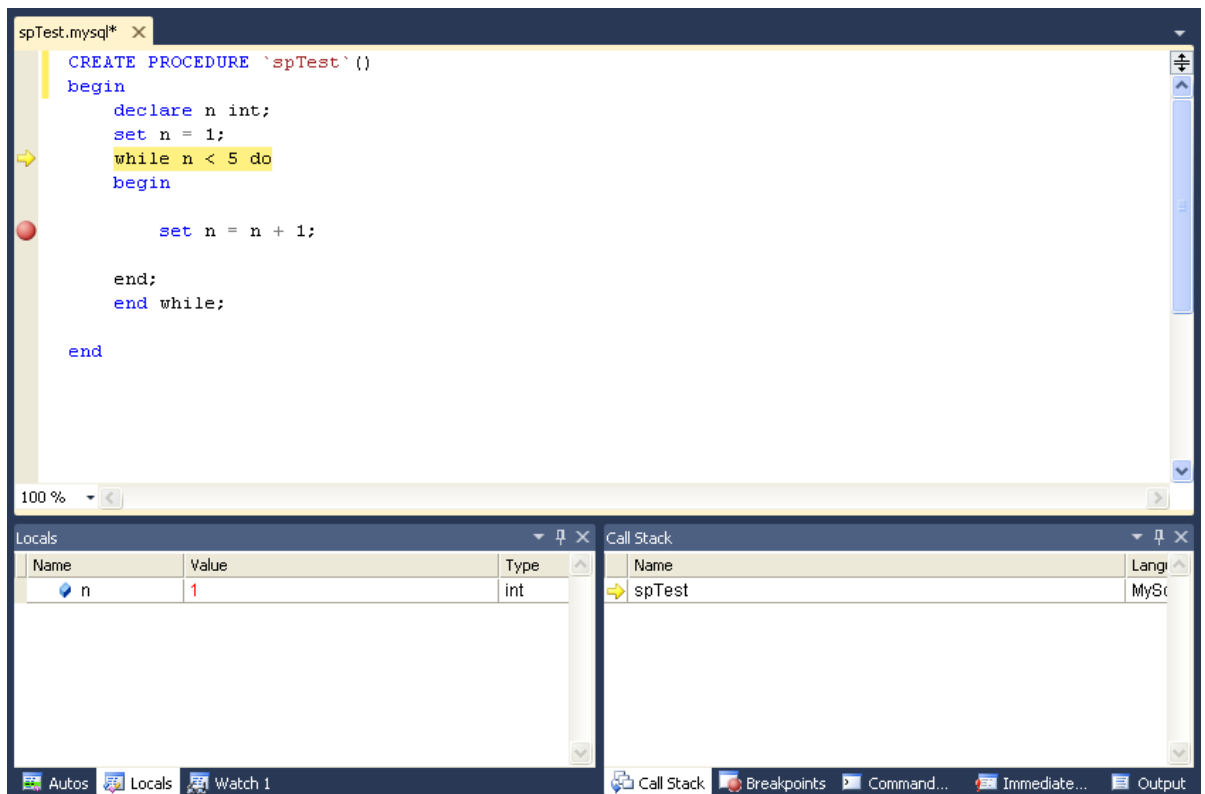 spTest.mysql*
CREATE PROCEDURE `spTest`()
begin
declare n int;
set n = 1;
while n < 5 do
begin
set n = n + 1;
end;
end while;
end
100 %
Locals
Name Value Type
n 1 int
Call Stack
Name Langu
spTest MySq
Autos Locals Watch 1
Call Stack Breakpoints Command... Immediate... Output